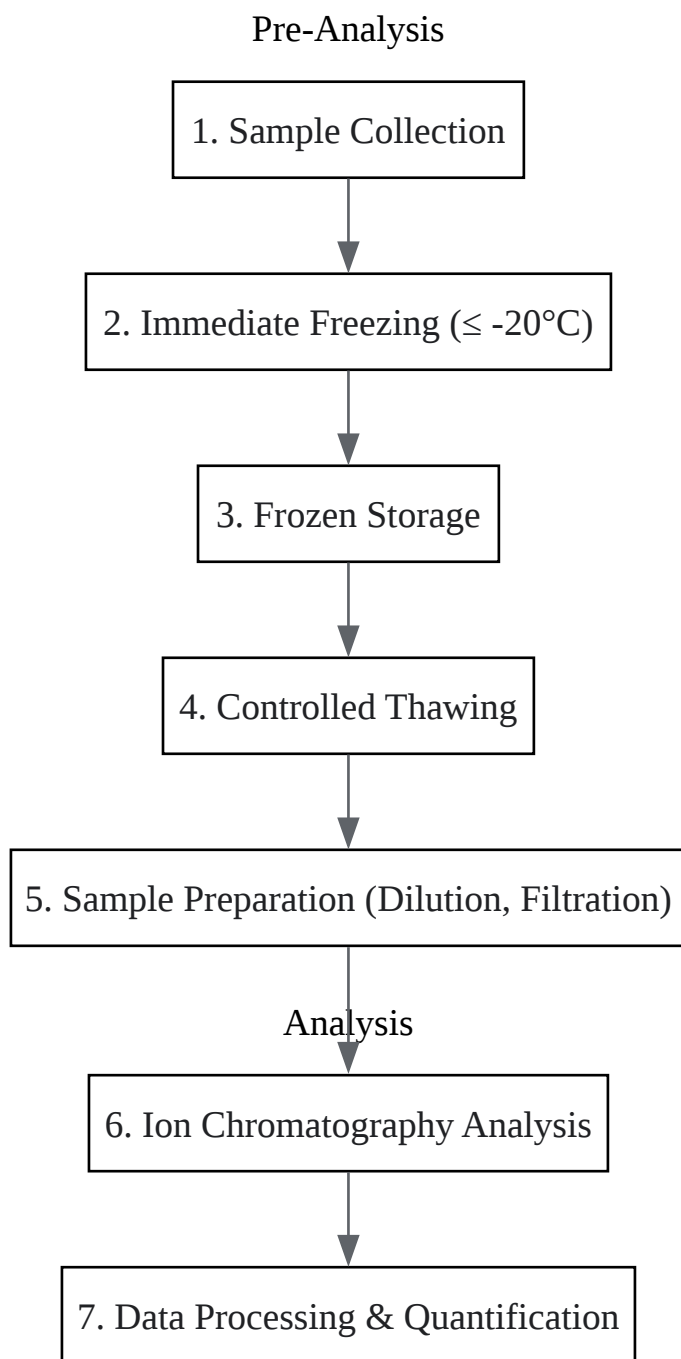 Pre-Analysis
1. Sample Collection
2. Immediate Freezing (≤ -20°C)
3. Frozen Storage
4. Controlled Thawing
5. Sample Preparation (Dilution, Filtration)
Analysis
6. Ion Chromatography Analysis
7. Data Processing & Quantification